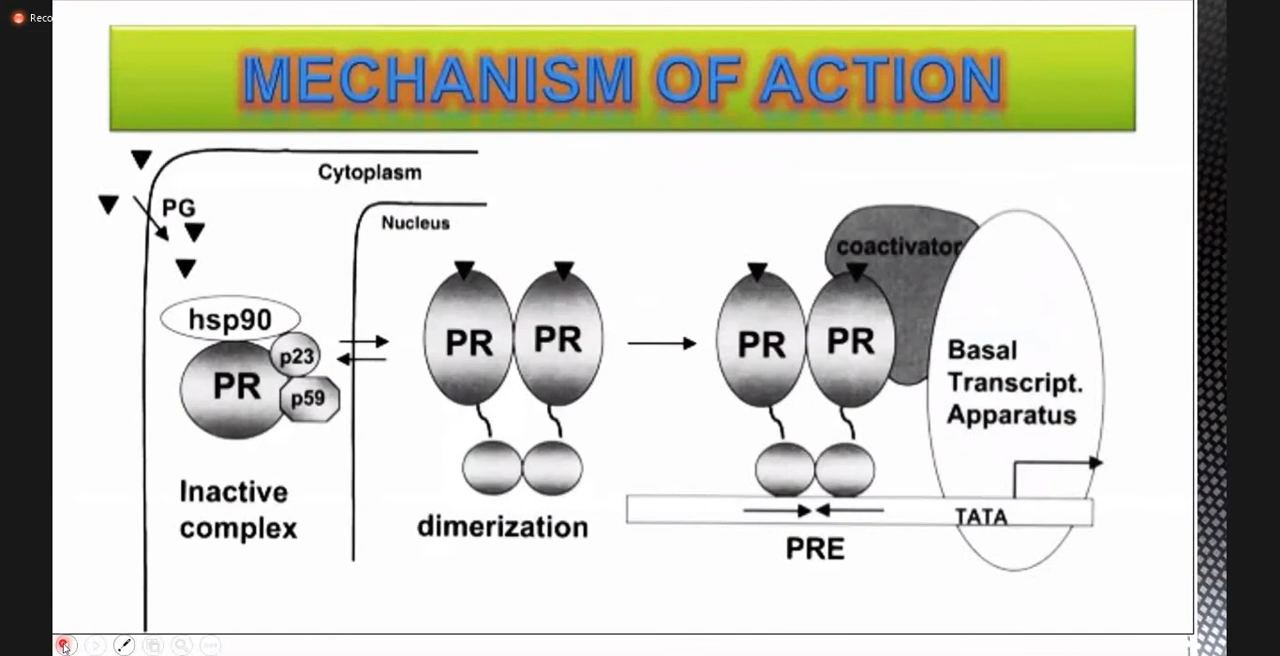 Reco
MECHANISM OF ACTION
Cytoplasm
PG
Nucleus
coactivator
hsp90
p23
PR
p59
PR
PR
PR
PR
Basal
Transcript.
Apparatus
Inactive
complex
dimerization
TATA
PRE